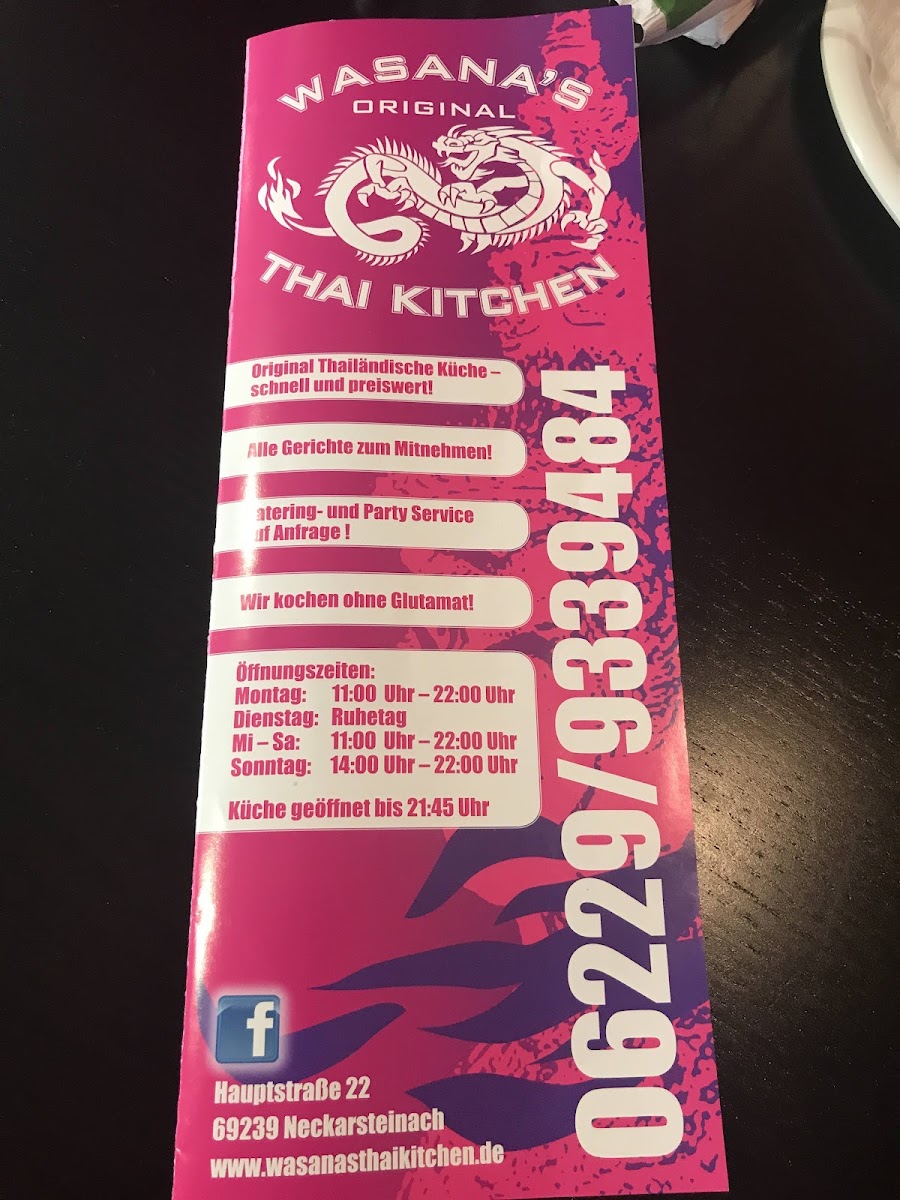 WASANA'S
ORIGINAL
THAI KITCHEN
Original Thailändische Küche –
schnell und preiswert!
Alle Gerichte zum Mitnehmen!
atering- und Party Service
uf Anfrage !
Wir kochen ohne Glutamat!
Öffnungszeiten:
Montag: 11:00 Uhr – 22:00 Uhr
Dienstag: Ruhetag
Mi – Sa: 11:00 Uhr – 22:00 Uhr
Sonntag: 14:00 Uhr – 22:00 Uhr
Küche geöffnet bis 21:45 Uhr
06229/9339484
f
Hauptstraße 22
69239 Neckarsteinach
www.wasanasthaikitchen.de